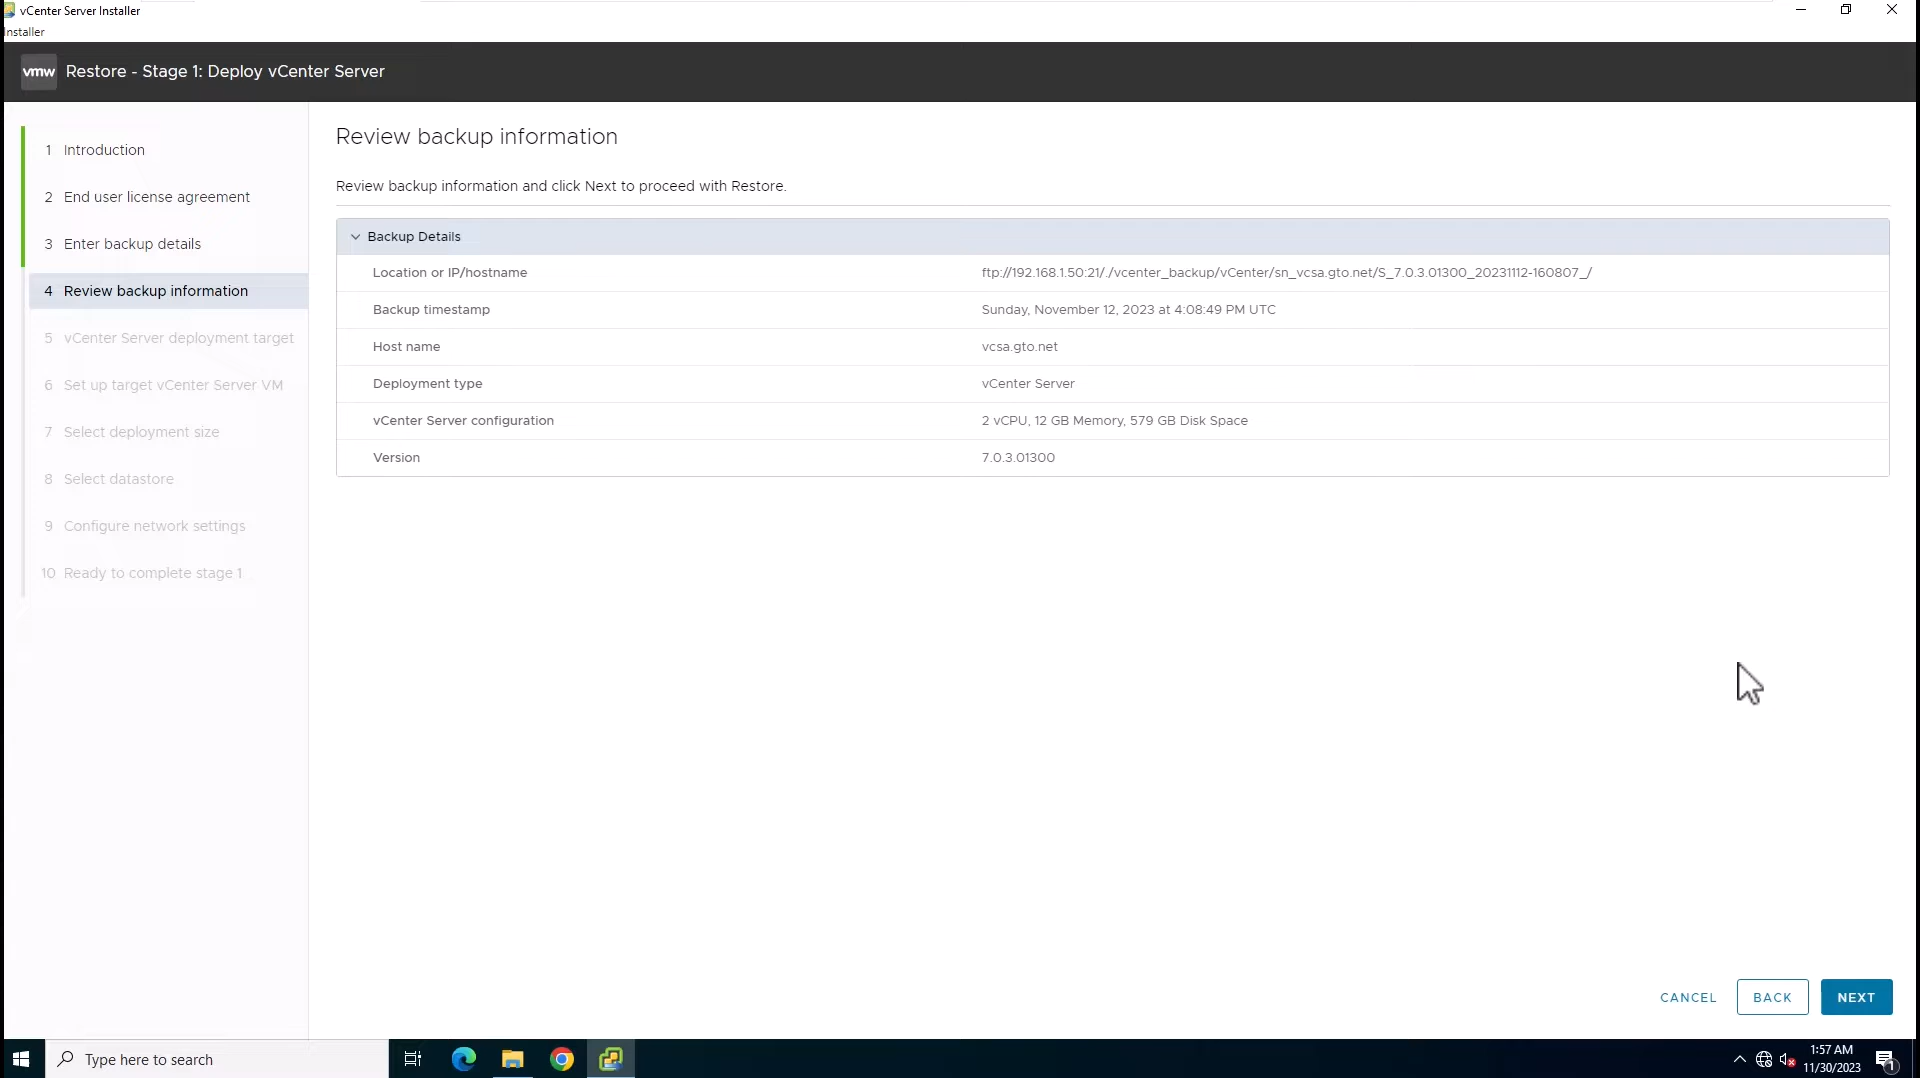 vCenter Server Installer
Installer
vmw Restore - Stage 1: Deploy vCenter Server
1 Introduction
2 End user license agreement
3 Enter backup details
4 Review backup information
5 vCenter Server deployment target
6 Set up target vCenter Server VM
7 Select deployment size
8 Select datastore
9 Configure network settings
10 Ready to complete stage 1
Review backup information
Review backup information and click Next to proceed with Restore.
Backup Details
Location or IP/hostname ftp://192.168.1.50:21/./vcenter_backup/vCenter/sn_vcsa.gto.net/S_7.0.3.01300_20231112-160807_/
Backup timestamp Sunday, November 12, 2023 at 4:08:49 PM UTC
Host name vcsa.gto.net
Deployment type vCenter Server
vCenter Server configuration 2 vCPU, 12 GB Memory, 579 GB Disk Space
Version 7.0.3.01300
CANCEL BACK NEXT
Type here to search
1:57 AM
11/30/2023
1